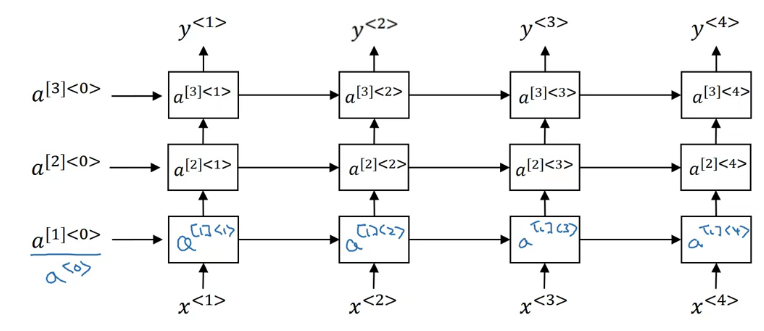 y<1> y<2> y<3> y<4>
a[3]<0> a[3]<1> a[3]<2> a[3]<3> a[3]<4>
a[2]<0> a[2]<1> a[2]<2> a[2]<3> a[2]<4>
a[1]<0> a[1]<1> a[1]<2> a[1]<3> a[1]<4>
a[0]
x<1> x<2> x<3> x<4>